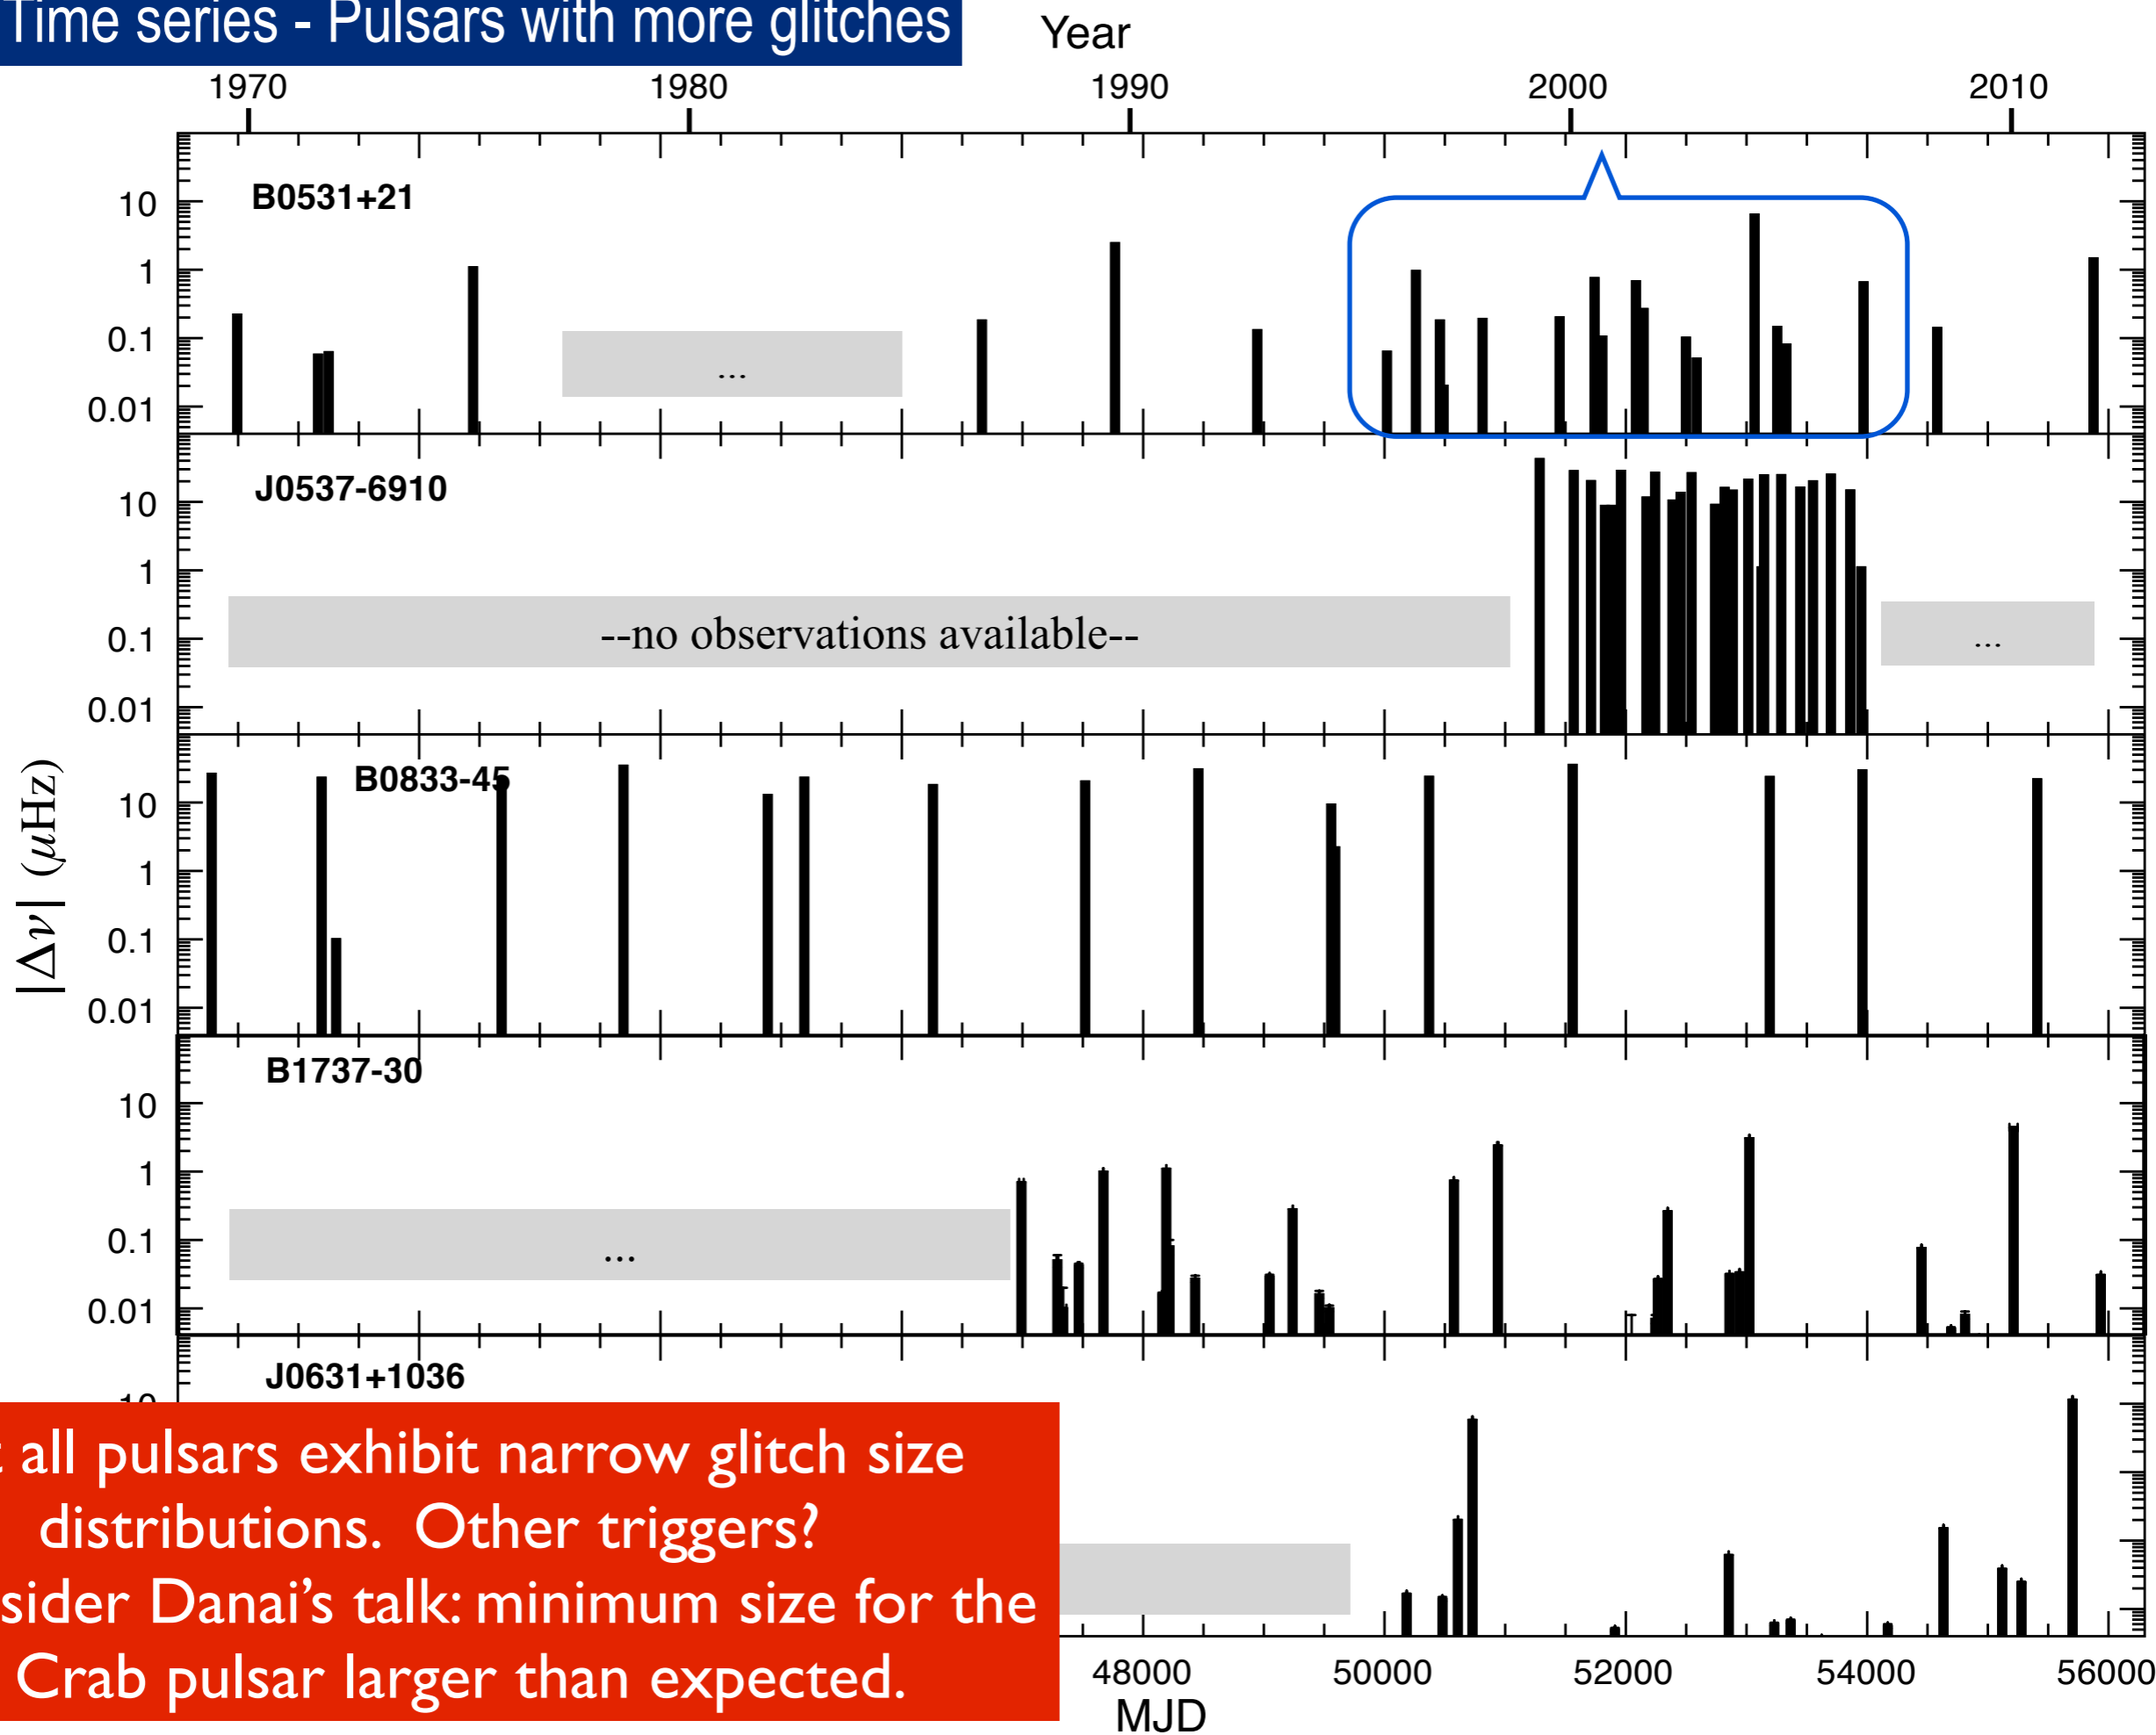 Time series - Pulsars with more glitches
Year
1970 1980 1990 2000 2010
B0531+21
10
1
0.1
0.01
...
J0537-6910
10
1
0.1
0.01
--no observations available--
...
|Δν| (μHz)
B0833-45
10
1
0.1
0.01
B1737-30
10
1
0.1
0.01
...
J0631+1036
all pulsars exhibit narrow glitch size
distributions. Other triggers?
Danai's talk: minimum size for the
Crab pulsar larger than expected.
48000 50000 52000 54000 56000
MJD